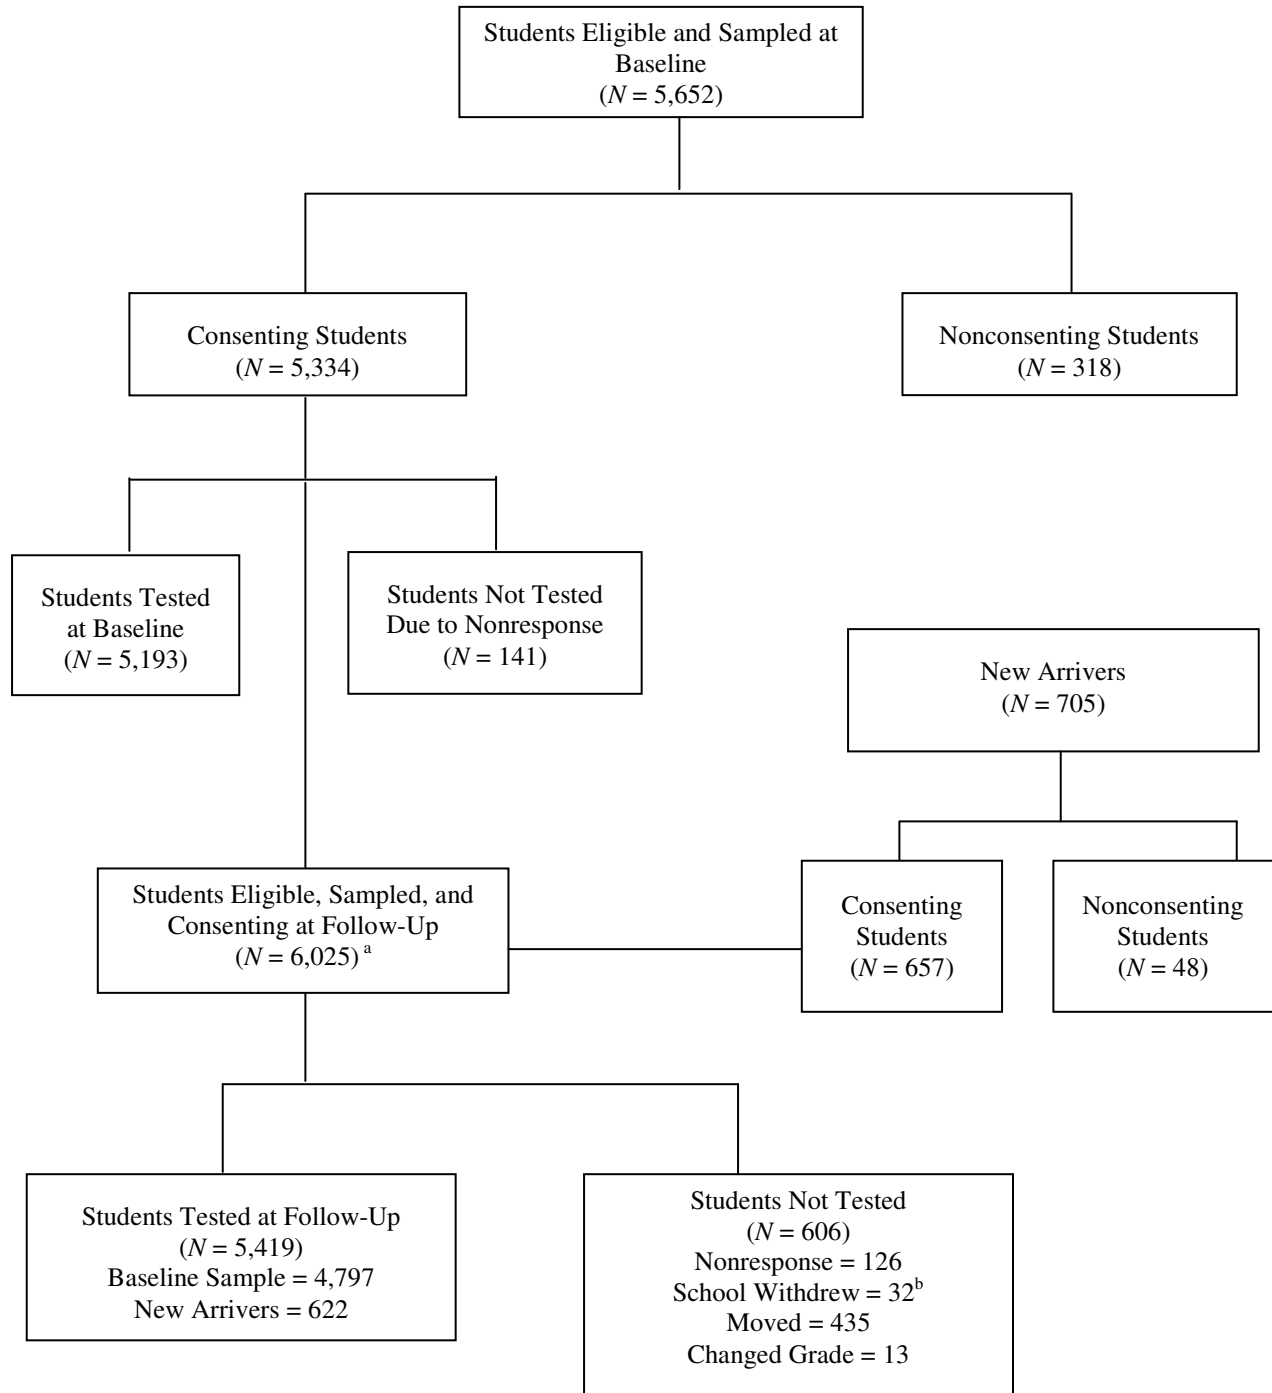 Students Eligible and Sampled at
Baseline
(N = 5,652)
Consenting Students
(N = 5,334)
Nonconsenting Students
(N = 318)
Students Tested
at Baseline
(N = 5,193)
Students Not Tested
Due to Nonresponse
(N = 141)
New Arrivers
(N = 705)
Students Eligible, Sampled, and
Consenting at Follow-Up
(N = 6,025) a
Consenting
Students
(N = 657)
Nonconsenting
Students
(N = 48)
Students Tested at Follow-Up
(N = 5,419)
Baseline Sample = 4,797
New Arrivers = 622
Students Not Tested
(N = 606)
Nonresponse = 126
School Withdrew = 32b
Moved = 435
Changed Grade = 13